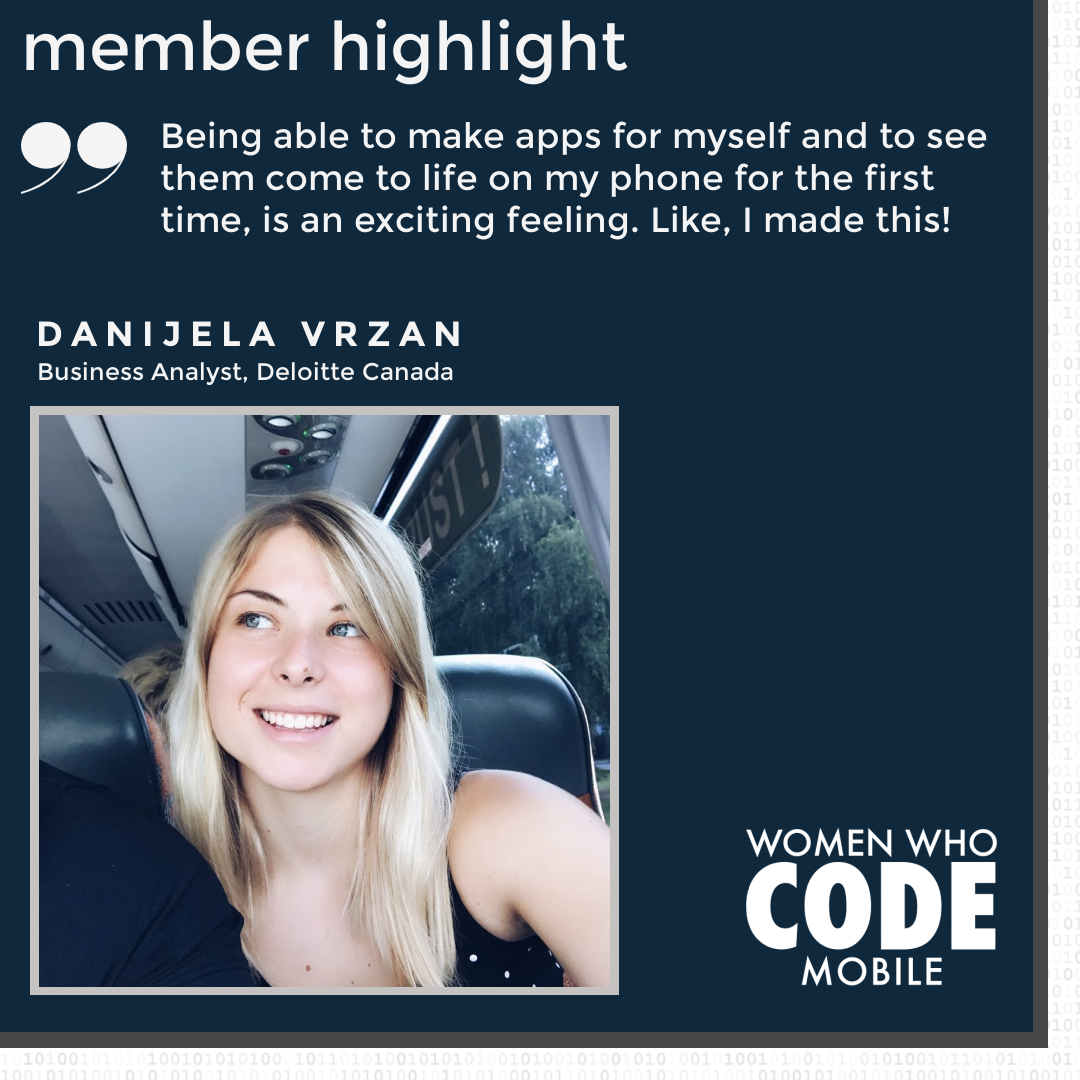 member highlight
” Being able to make apps for myself and to see
them come to life on my phone for the first
time, is an exciting feeling. Like, I made this!
DANIJELA VRZAN
Business Analyst, Deloitte Canada
UST!
WOMEN WHO
CODE
MOBILE